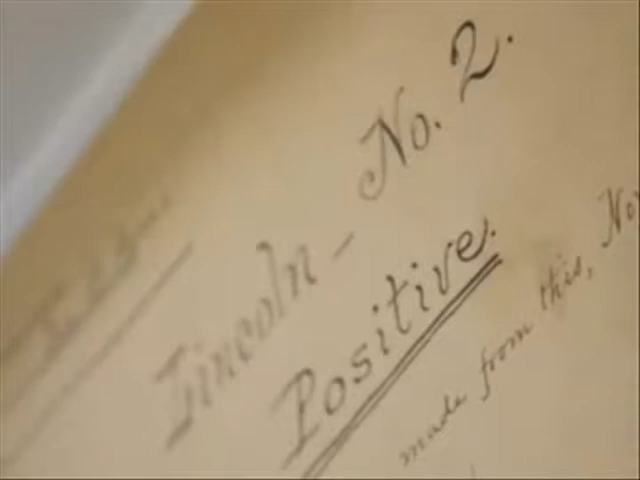 Lincoln – No. 2.
Positive.
made from this, No